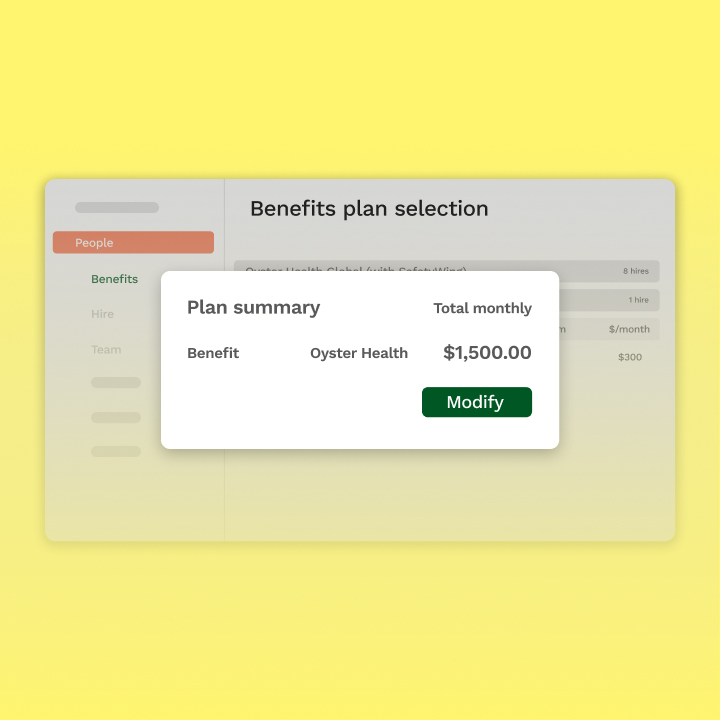 Benefits plan selection
People
Benefits
Hire
Team
Oyster Health Global (with SafetyWing)
8 hires
1 hire
$/month
$300
Plan summary
Total monthly
Benefit
Oyster Health
$1,500.00
Modify